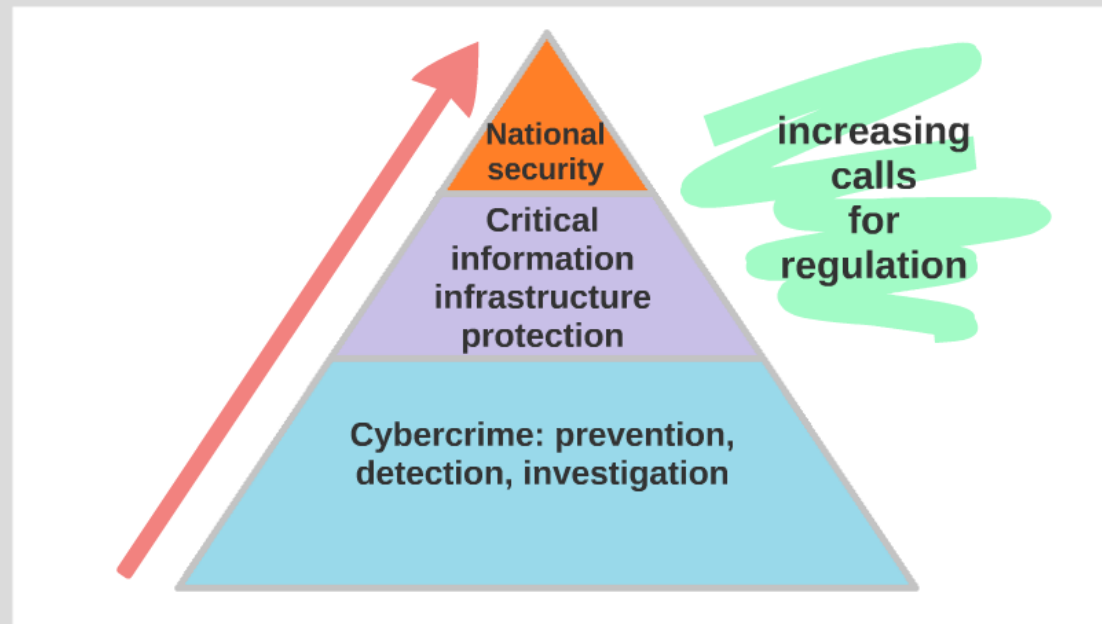 National
security
Critical
information
infrastructure
protection
Cybercrime: prevention,
detection, investigation
increasing
calls
for
regulation